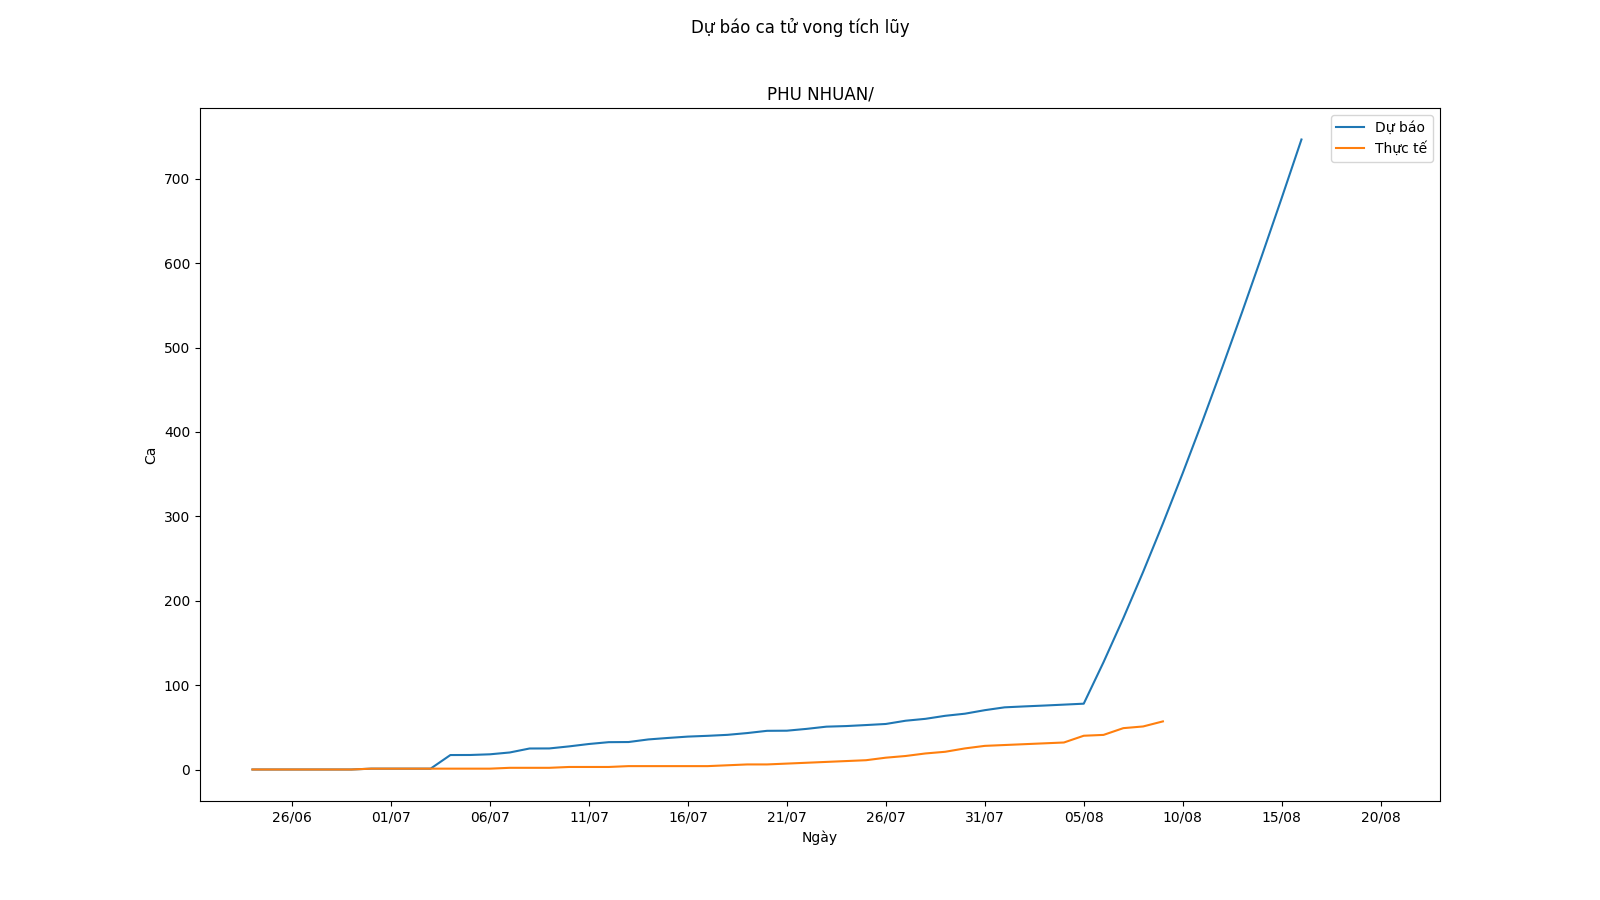 Dự báo ca tử vong tích lũy
PHU NHUAN/
Dự báo
Thực tế
700
600
500
400
300
200
100
0
Ca
26/06 01/07 06/07 11/07 16/07 21/07 26/07 31/07 05/08 10/08 15/08 20/08
Ngày